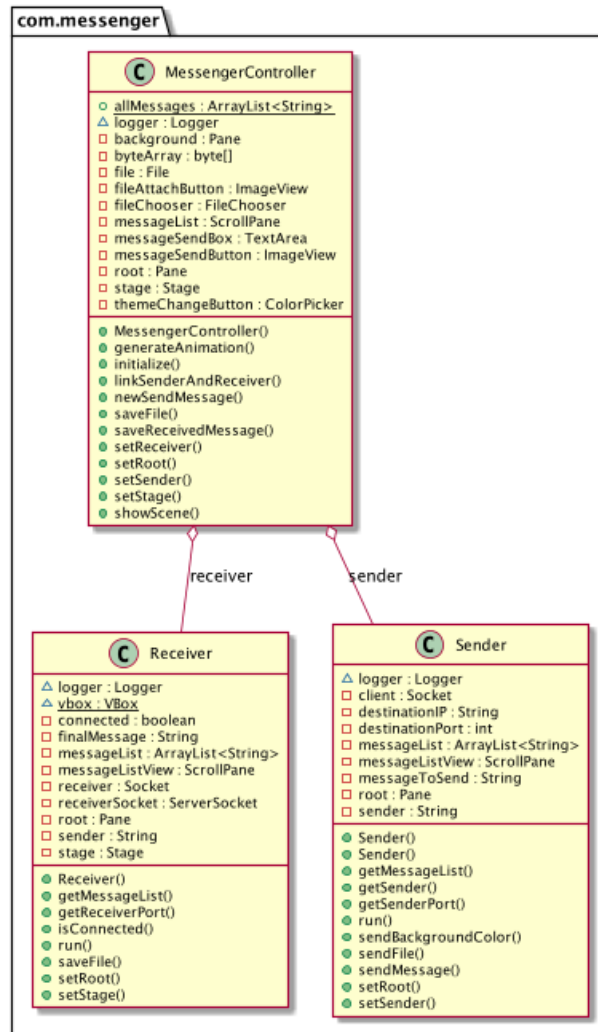 com.messenger
C MessengerController
allMessages : ArrayList<String>
logger : Logger
background : Pane
byteArray : byte[]
file : File
fileAttachButton : ImageView
fileChooser : FileChooser
messageList : ScrollPane
messageSendBox : TextArea
messageSendButton : ImageView
root : Pane
stage : Stage
themeChangeButton : ColorPicker
MessengerController()
generateAnimation()
initialize()
linkSenderAndReceiver()
newSendMessage()
saveFile()
saveReceivedMessage()
setReceiver()
setRoot()
setSender()
setStage()
showScene()
receiver
sender
C Receiver
logger : Logger
vbox : VBox
connected : boolean
finalMessage : String
messageList : ArrayList<String>
messageListView : ScrollPane
receiver : Socket
receiverSocket : ServerSocket
root : Pane
sender : String
stage : Stage
Receiver()
getMessageList()
getReceiverPort()
isConnected()
run()
saveFile()
setRoot()
setStage()
C Sender
logger : Logger
client : Socket
destinationIP : String
destinationPort : int
messageList : ArrayList<String>
messageListView : ScrollPane
messageToSend : String
root : Pane
sender : String
Sender()
Sender()
getMessageList()
getSender()
getSenderPort()
run()
sendBackgroundColor()
sendFile()
sendMessage()
setRoot()
setSender()